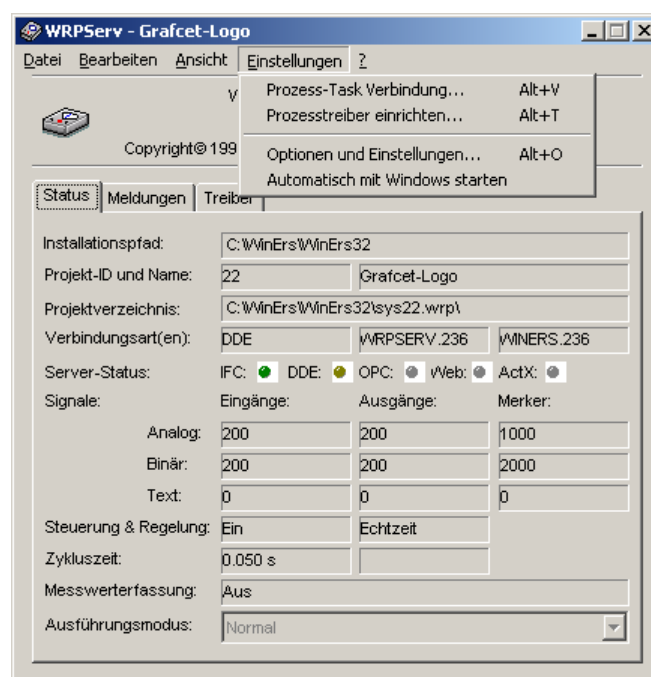 WRPServ - Grafcet-Logo
Datei Bearbeiten Ansicht Einstellungen ?
Prozess-Task Verbindung... Alt+V
Prozesstreiber einrichten... Alt+T
Optionen und Einstellungen... Alt+O
Automatisch mit Windows starten
V
Copyright© 199
Status Meldungen Treiber
Installationspfad: C:\WinErs\WinErs32
Projekt-ID und Name: 22 Grafcet-Logo
Projektverzeichnis: C:\WinErs\WinErs32\sys22.wrp\
Verbindungsart(en): DDE WRPSERV.236 WINERS.236
Server-Status: IFC: DDE: OPC: Web: ActX:
Signale: Eingänge: Ausgänge: Merker:
Analog: 200 200 1000
Binär: 200 200 2000
Text: 0 0 0
Steuerung & Regelung: Ein Echtzeit
Zykluszeit: 0.050 s
Messwerterfassung: Aus
Ausführungsmodus: Normal